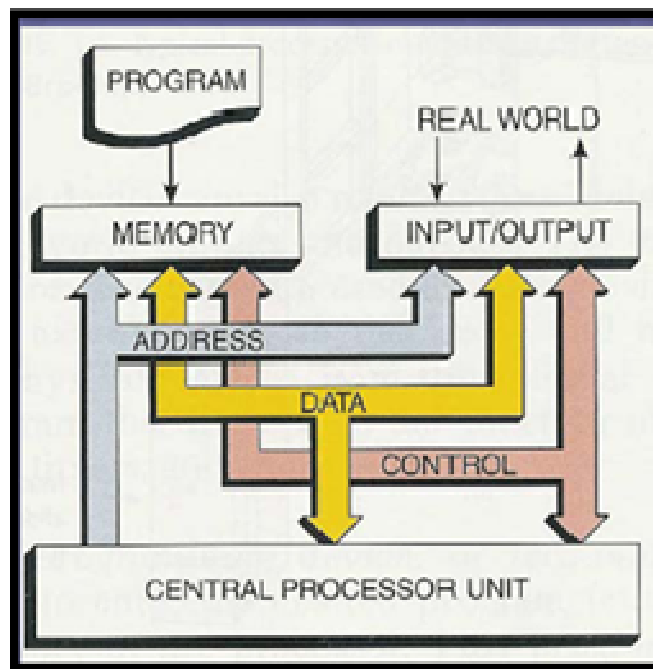 PROGRAM
REAL WORLD
MEMORY
INPUT/OUTPUT
ADDRESS
DATA
CONTROL
CENTRAL PROCESSOR UNIT